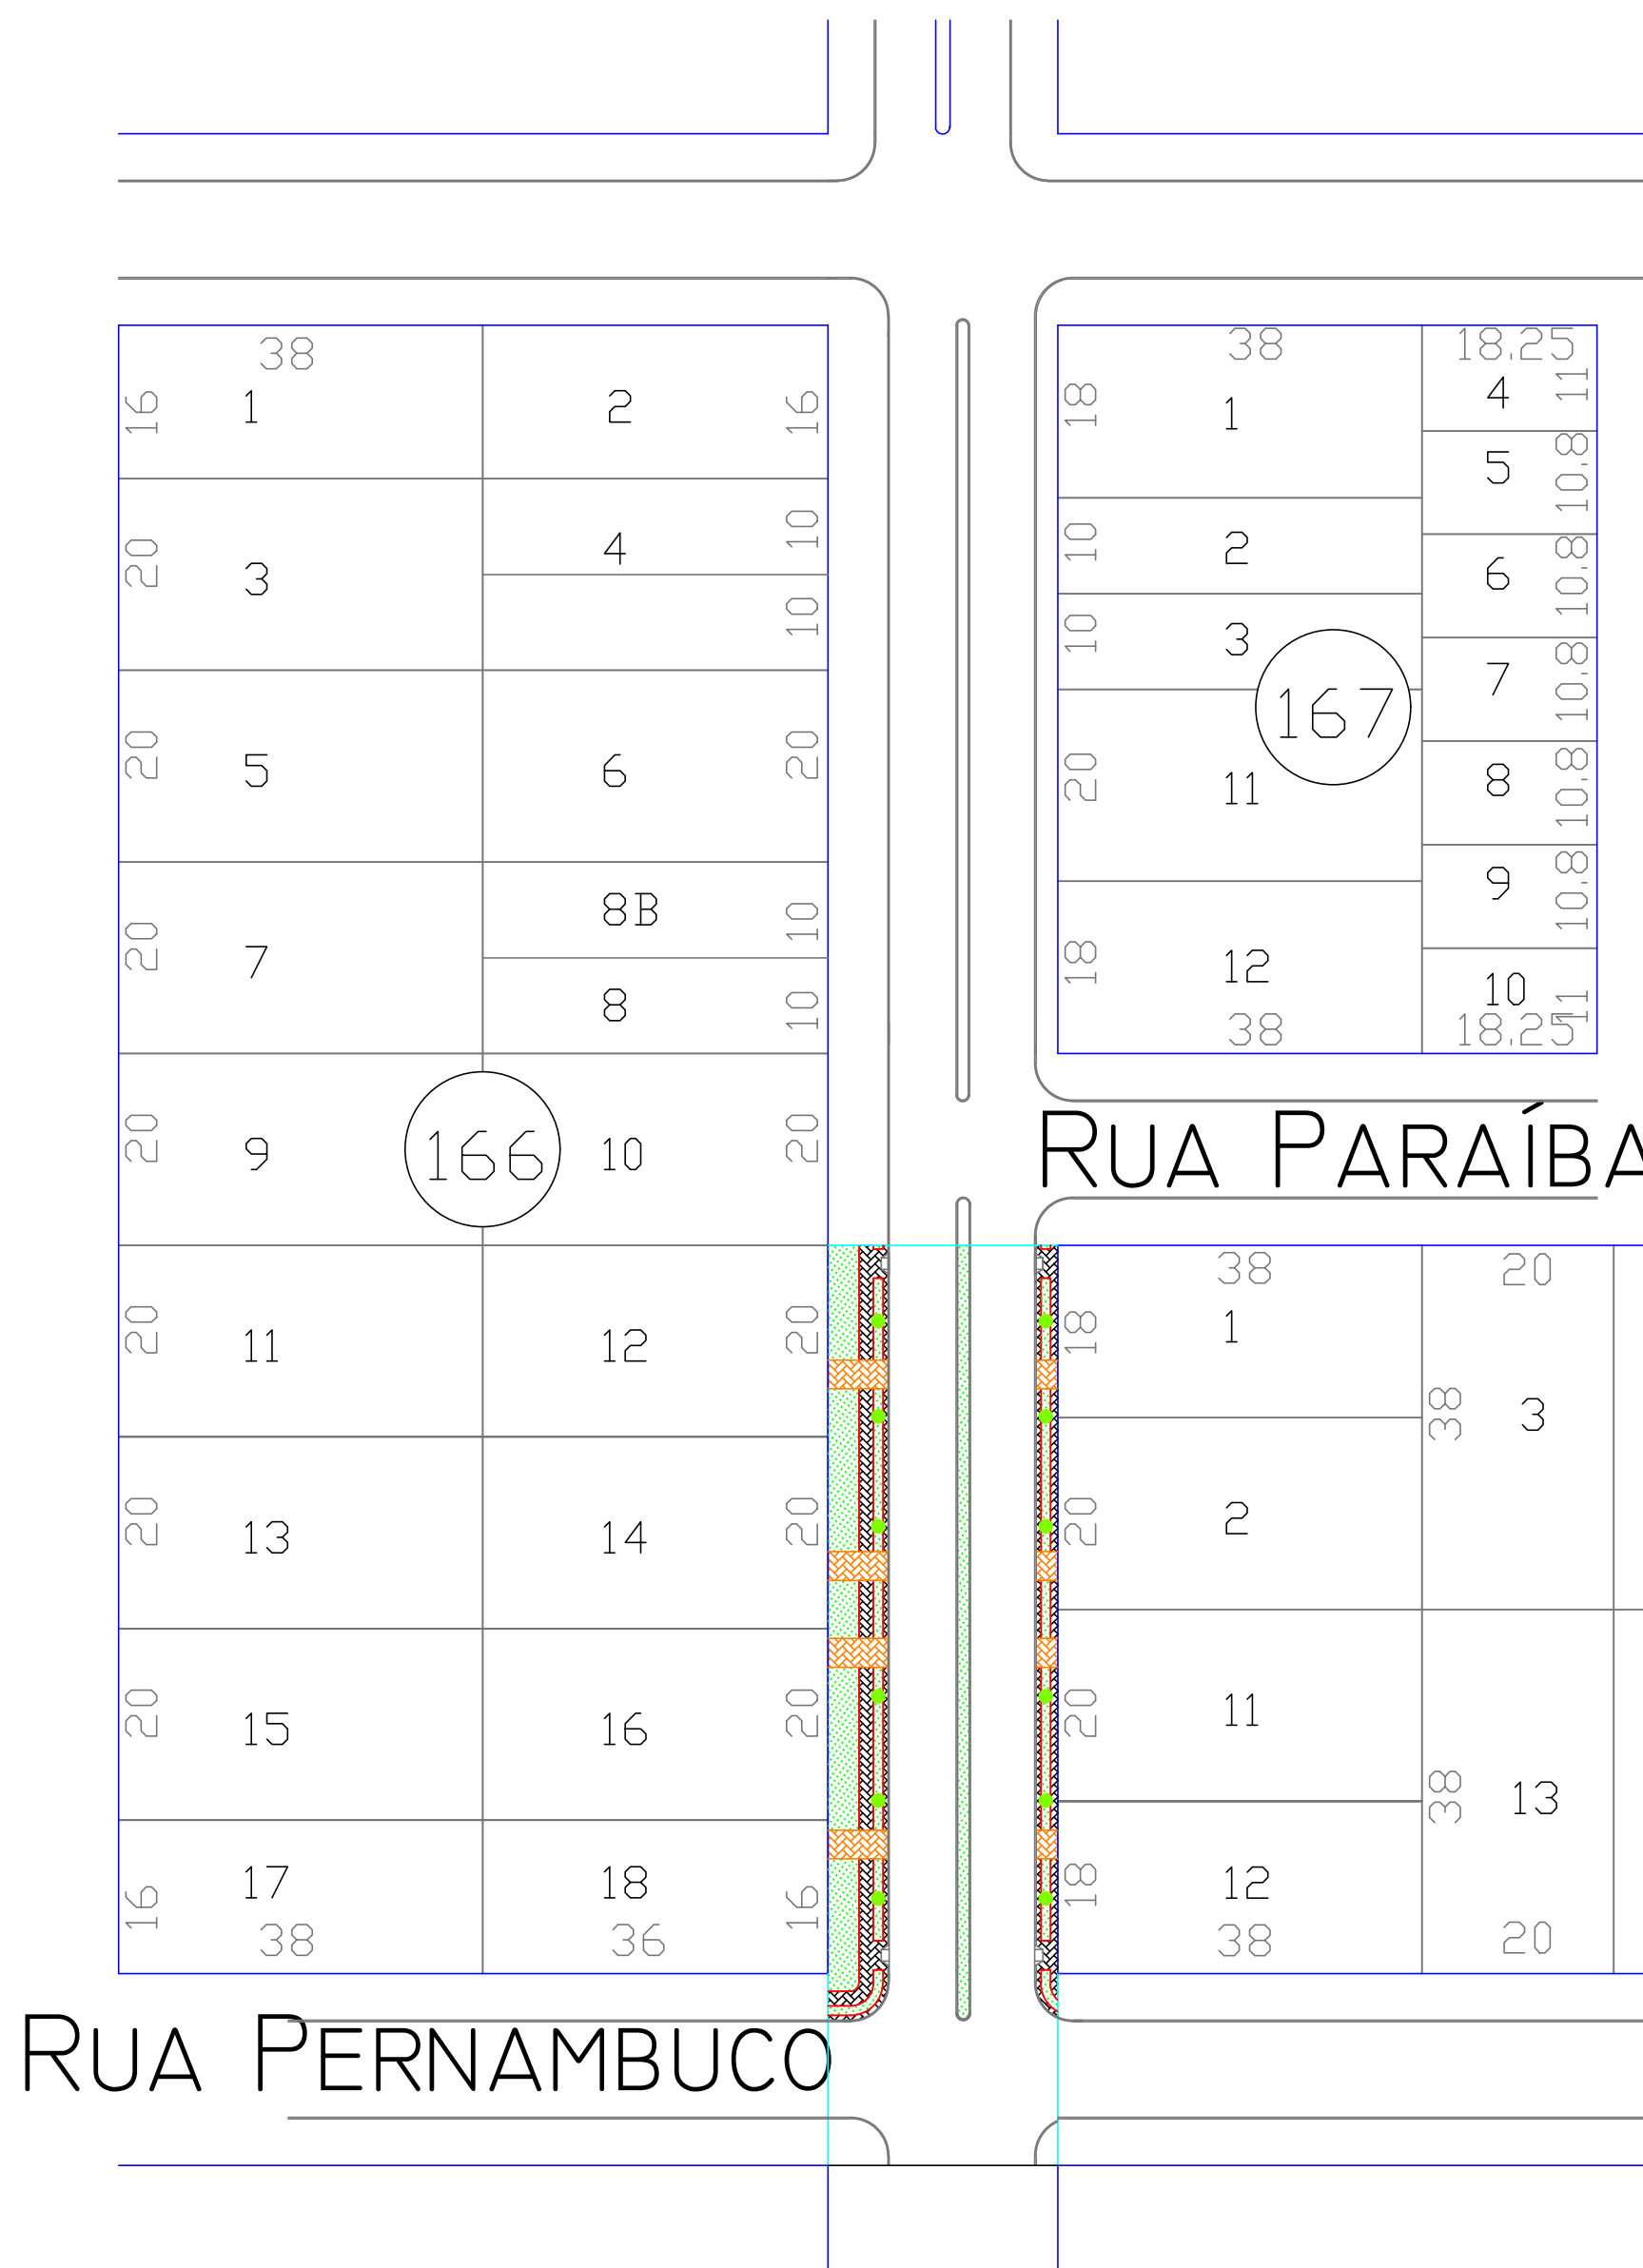 38 38 18.25
16 1 2 16 18 1 4 11
5 10.8
20 3 4 10 10 2 6 10.8
10 10 3 7 10.8
167
20 5 6 20 20 11 8 10.8
8B 10 9 10.8
20 7 18 12
8 10 10 11
38 18.25
20 9 166 10 20
RUA PARAÍBA
38 20
20 11 12 20 18 1
38 3
20 13 14 20 20 2
20 15 16 20 20 11
38 13
16 17 18 16 18 12
38 36 38 20
RUA PERNAMBUCO